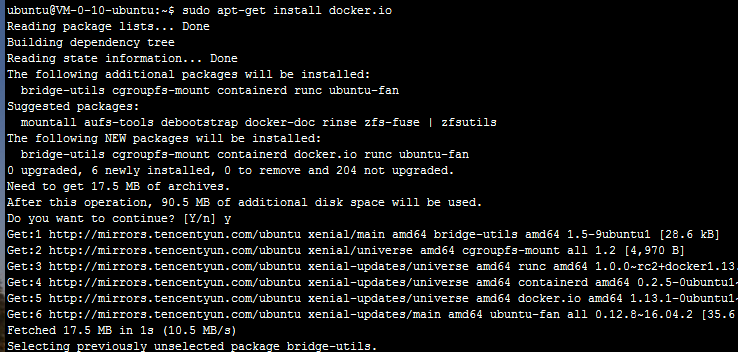 ubuntu@VM-0-10-ubuntu:~$ sudo apt-get install docker.io
Reading package lists... Done
Building dependency tree
Reading state information... Done
The following additional packages will be installed:
  bridge-utils cgroupfs-mount containerd runc ubuntu-fan
Suggested packages:
  mountall aufs-tools debootstrap docker-doc rinse zfs-fuse | zfsutils
The following NEW packages will be installed:
  bridge-utils cgroupfs-mount containerd docker.io runc ubuntu-fan
0 upgraded, 6 newly installed, 0 to remove and 204 not upgraded.
Need to get 17.5 MB of archives.
After this operation, 90.5 MB of additional disk space will be used.
Do you want to continue? [Y/n] y
Get:1 http://mirrors.tencentyun.com/ubuntu xenial/main amd64 bridge-utils amd64 1.5-9ubuntu1 [28.6 kB]
Get:2 http://mirrors.tencentyun.com/ubuntu xenial/universe amd64 cgroupfs-mount all 1.2 [4,970 B]
Get:3 http://mirrors.tencentyun.com/ubuntu xenial-updates/universe amd64 runc amd64 1.0.0~rc2+docker1.13.
Get:4 http://mirrors.tencentyun.com/ubuntu xenial-updates/universe amd64 containerd amd64 0.2.5-0ubuntu1~
Get:5 http://mirrors.tencentyun.com/ubuntu xenial-updates/universe amd64 docker.io amd64 1.13.1-0ubuntu1~
Get:6 http://mirrors.tencentyun.com/ubuntu xenial-updates/main amd64 ubuntu-fan all 0.12.8~16.04.2 [35.6
Fetched 17.5 MB in 1s (10.5 MB/s)
Selecting previously unselected package bridge-utils.